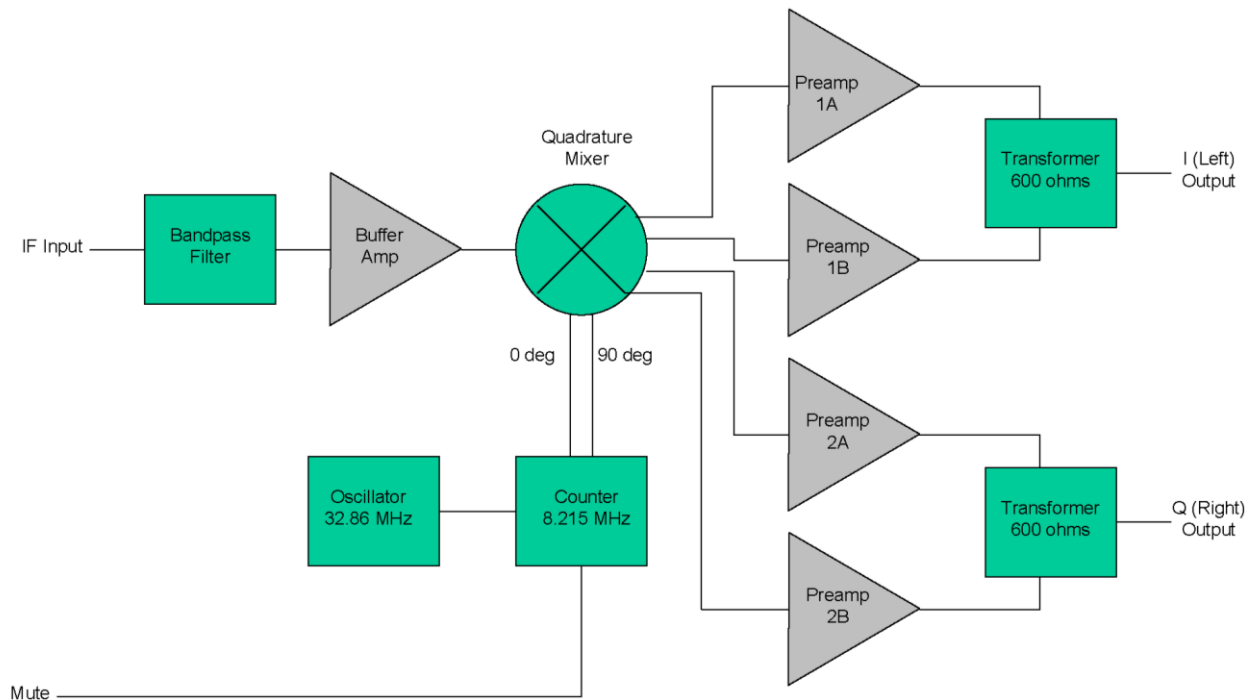 Preamp
1A
Quadrature
Mixer
Transformer
600 ohms
I (Left)
Output
IF Input
Bandpass
Filter
Buffer
Amp
Preamp
1B
0 deg
90 deg
Preamp
2A
Oscillator
32.86 MHz
Counter
8.215 MHz
Transformer
600 ohms
Q (Right)
Output
Preamp
2B
Mute